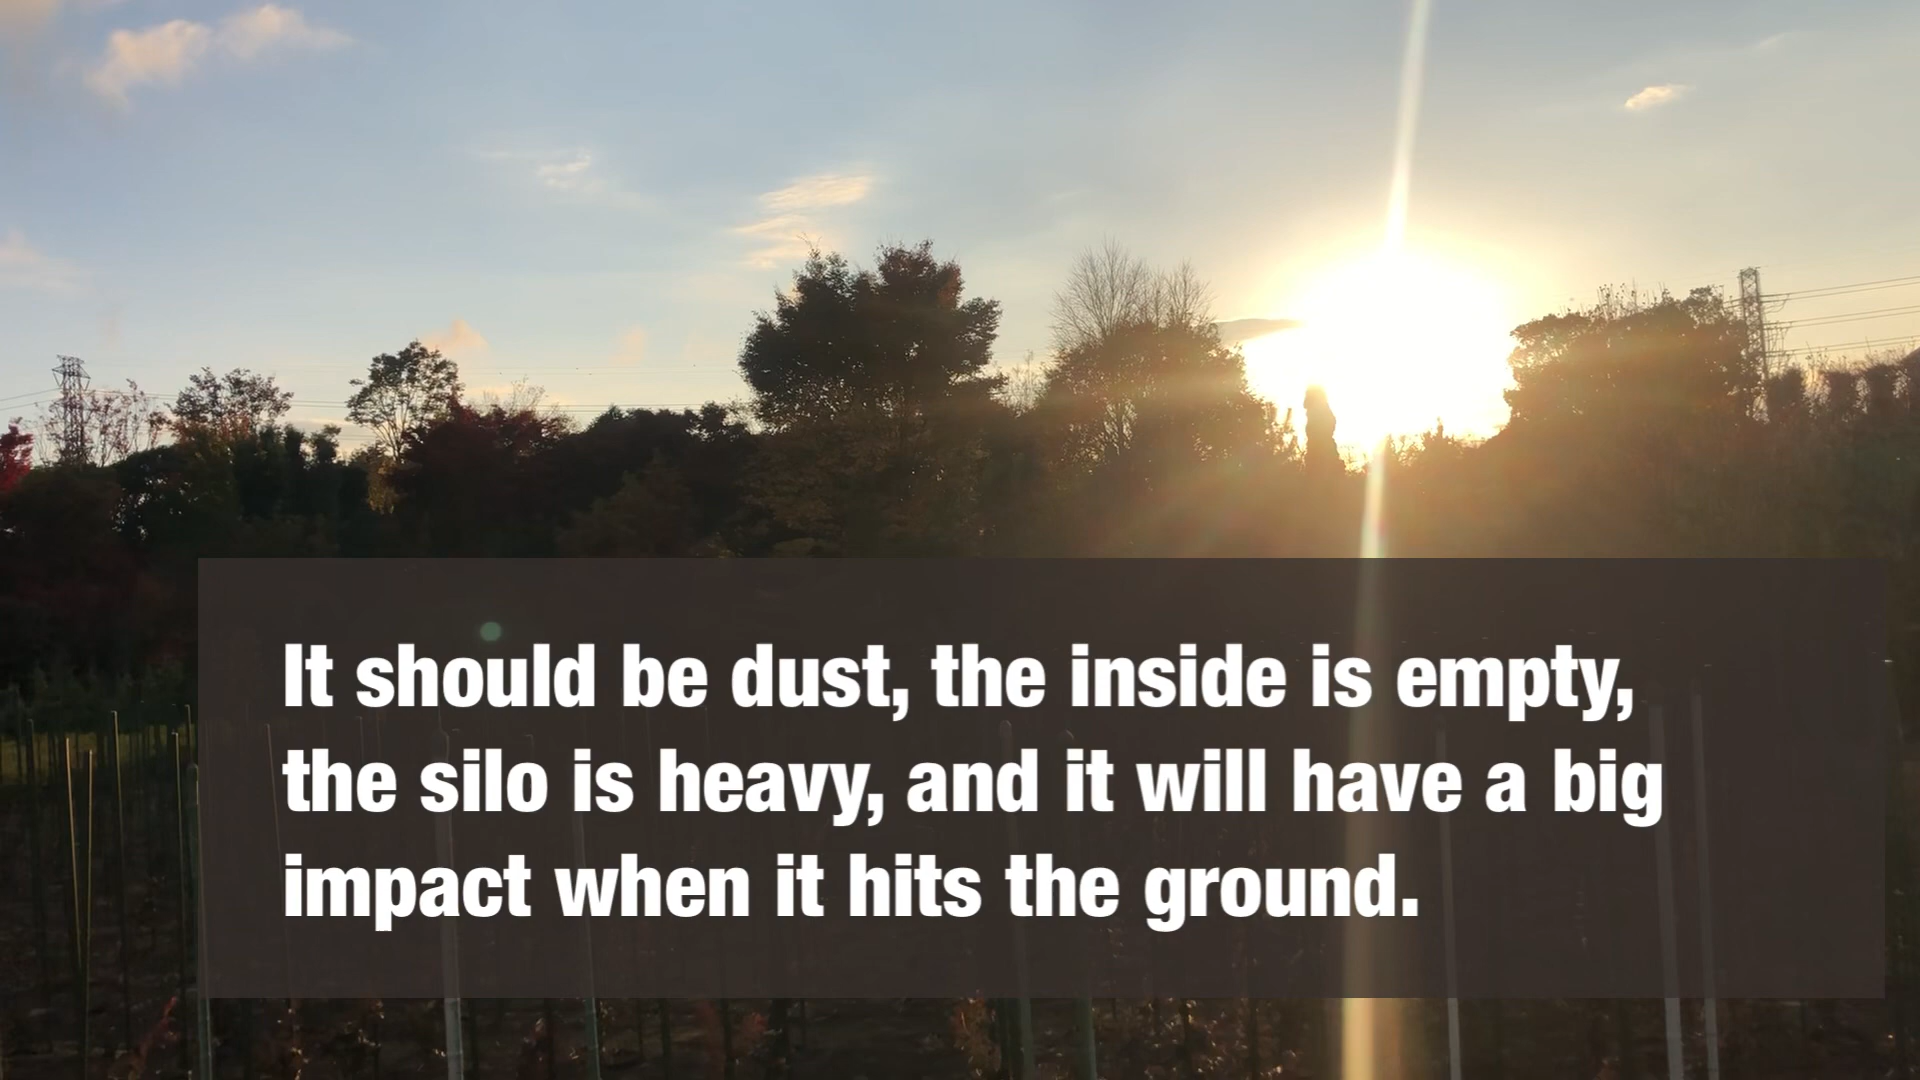 It should be dust, the inside is empty,
the silo is heavy, and it will have a big
impact when it hits the ground.